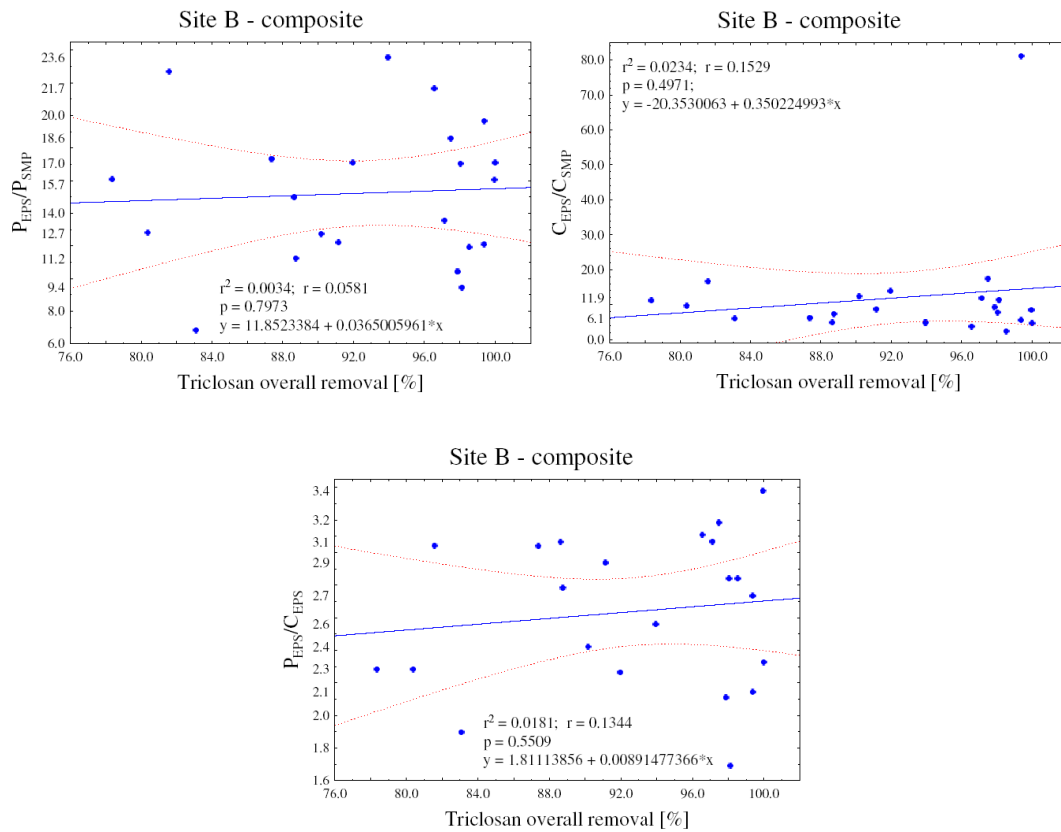 Site B - composite
23.6
21.7
20.0
18.6
17.0
15.7
14.0
12.7
11.2
9.4
7.8
6.0
P_EPS/P_SMP
r² = 0.0034; r = 0.0581
p = 0.7973
y = 11.8523384 + 0.0365005961*x
76.0 80.0 84.0 88.0 92.0 96.0 100.0
Triclosan overall removal [%]
Site B - composite
80.0
70.0
60.0
50.0
40.0
30.0
20.0
11.9
6.1
0.0
C_EPS/C_SMP
r² = 0.0234; r = 0.1529
p = 0.4971;
y = -20.3530063 + 0.350224993*x
76.0 80.0 84.0 88.0 92.0 96.0 100.0
Triclosan overall removal [%]
Site B - composite
3.4
3.2
3.1
2.9
2.7
2.6
2.4
2.3
2.1
2.0
1.8
1.6
P_EPS/C_EPS
r² = 0.0181; r = 0.1344
p = 0.5509
y = 1.81113856 + 0.00891477366*x
76.0 80.0 84.0 88.0 92.0 96.0 100.0
Triclosan overall removal [%]